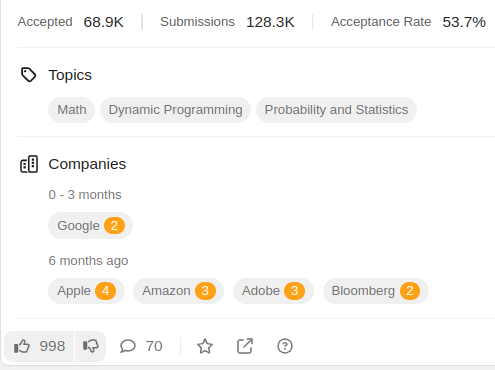 Accepted 68.9K Submissions 128.3K Acceptance Rate 53.7%
Topics
Math Dynamic Programming Probability and Statistics
Companies
0 - 3 months
Google 2
6 months ago
Apple 4 Amazon 3 Adobe 3 Bloomberg 2
998 70